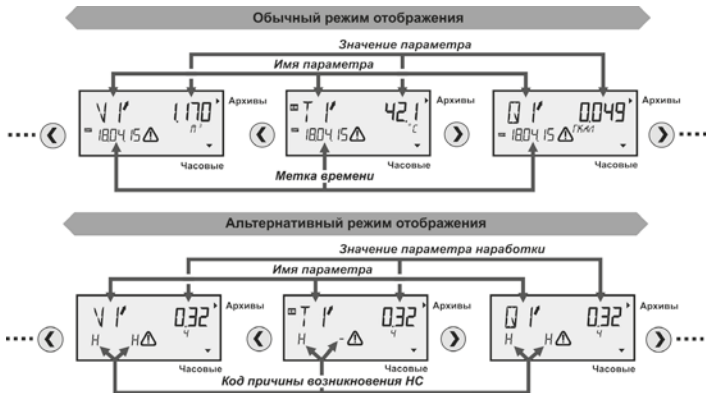 Обычный режим отображения
Значение параметра
Имя параметра
V 1' 1.170 Архивы
м³
18.04.15
T 1' 42.1 Архивы
°C
18.04.15
Q 1' 0.049 Архивы
ГКАЛ
18.04.15
Часовые Часовые Часовые
Метка времени
Альтернативный режим отображения
Значение параметра наработки
Имя параметра
V 1' 0.32 Архивы
Ч
H H
T 1' 0.32 Архивы
Ч
H -
Q 1' 0.32 Архивы
Ч
H H
Часовые Часовые Часовые
Код причины возникновения НС